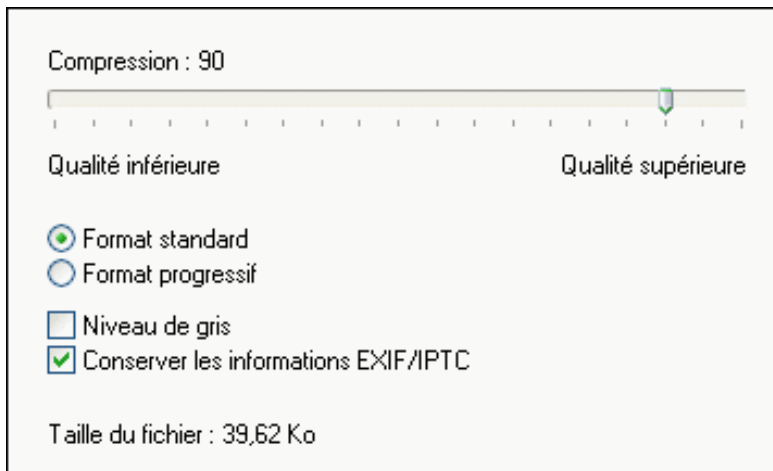 Compression : 90
Qualité inférieure
Qualité supérieure
Format standard
Format progressif
Niveau de gris
Conserver les informations EXIF/IPTC
Taille du fichier : 39,62 Ko